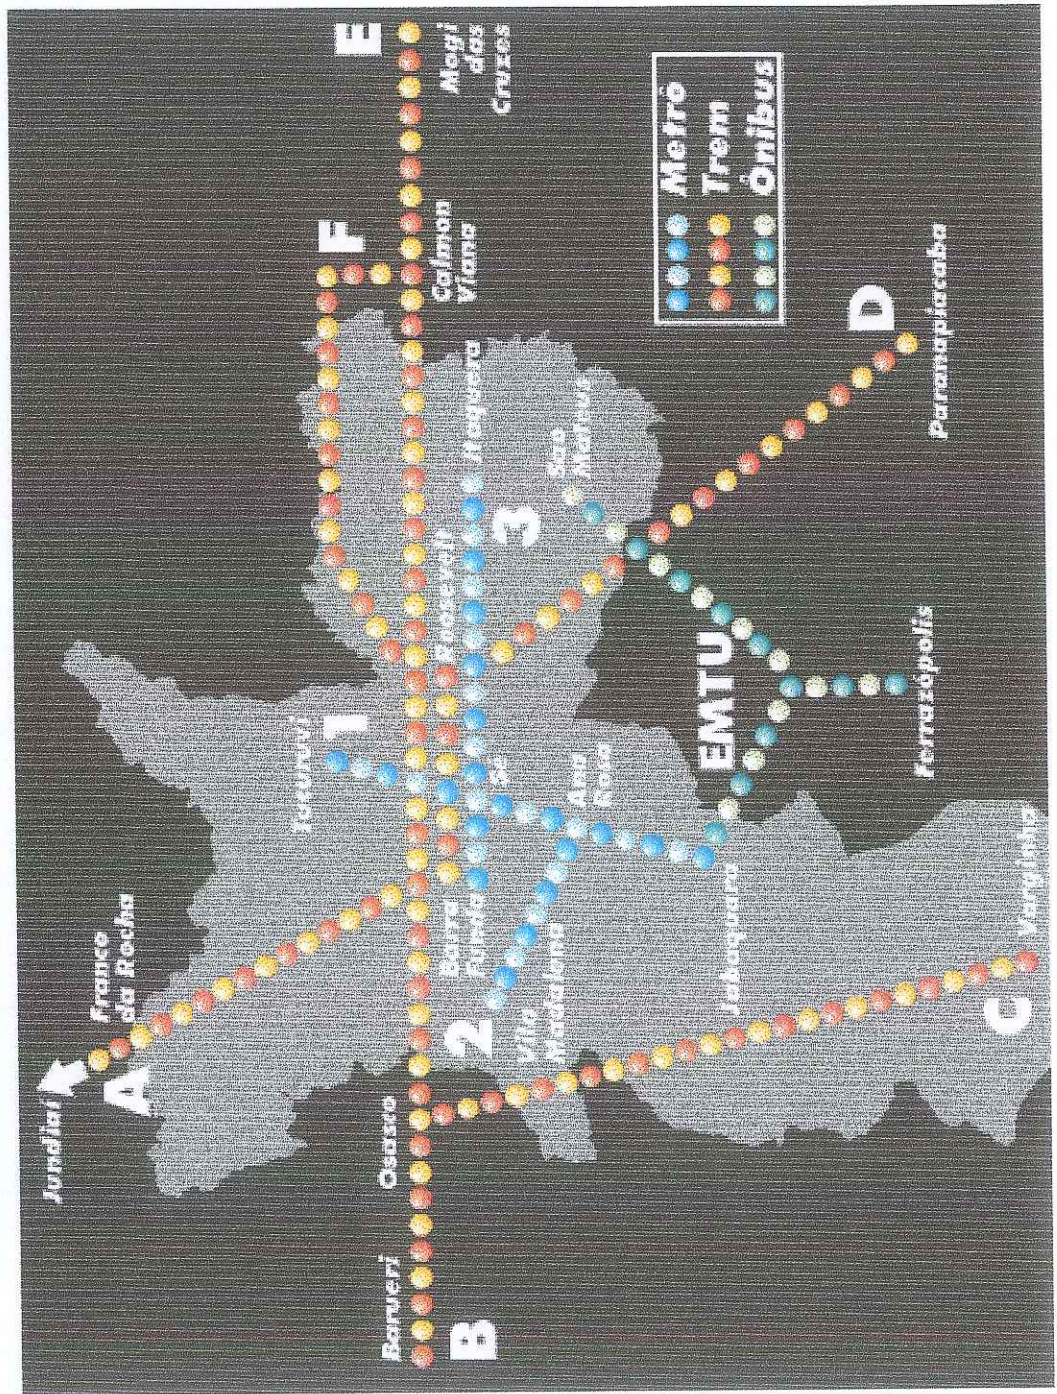 Jundiaí
A
Franco
da Rocha
Tucuruvi
1
F
E
Mogi
das
Cruzes
Calmon
Viana
Barueri
B
Osasco
Barra
Funda
Roosevelt
Itaquera
Sé
3
São
Mateus
2
Vila
Madalena
Ana
Rosa
Jabaquara
EMTU
Ferrazópolis
D
Paranapiacaba
C
Varginha
Metrô
Trem
Ônibus